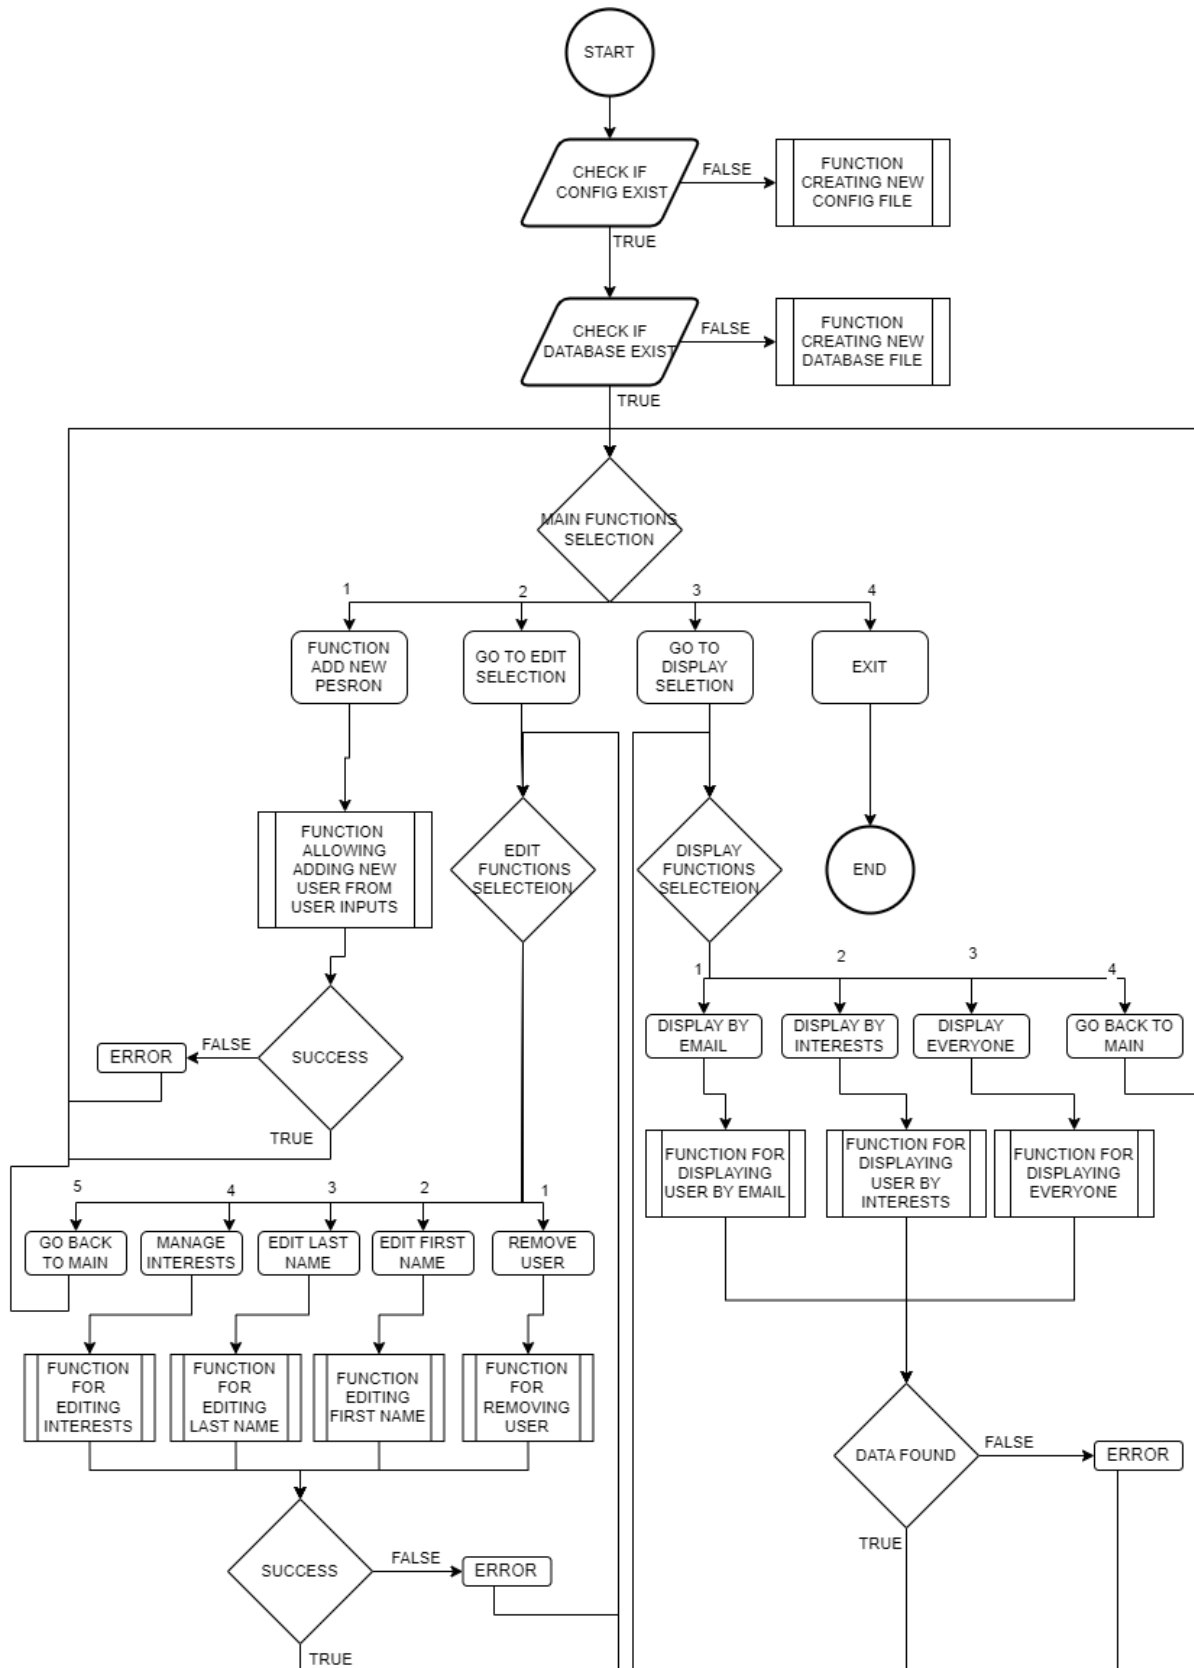 START
CHECK IF
CONFIG EXIST
FALSE
FUNCTION
CREATING NEW
CONFIG FILE
TRUE
CHECK IF
DATABASE EXIST
FALSE
FUNCTION
CREATING NEW
DATABASE FILE
TRUE
MAIN FUNCTIONS
SELECTION
1
2
3
4
FUNCTION
ADD NEW
PESRON
GO TO EDIT
SELECTION
GO TO
DISPLAY
SELETION
EXIT
FUNCTION
ALLOWING
ADDING NEW
USER FROM
USER INPUTS
EDIT
FUNCTIONS
SELECTEION
DISPLAY
FUNCTIONS
SELECTEION
END
1
2
3
4
DISPLAY BY
EMAIL
DISPLAY BY
INTERESTS
DISPLAY
EVERYONE
GO BACK TO
MAIN
ERROR
FALSE
SUCCESS
TRUE
FUNCTION FOR
DISPLAYING
USER BY EMAIL
FUNCTION FOR
DISPLAYING
USER BY
INTERESTS
FUNCTION FOR
DISPLAYING
EVERYONE
5
4
3
2
1
GO BACK
TO MAIN
MANAGE
INTERESTS
EDIT LAST
NAME
EDIT FIRST
NAME
REMOVE
USER
FUNCTION
FOR
EDITING
INTERESTS
FUNCTION
FOR
EDITING
LAST NAME
FUNCTION
EDITING
FIRST NAME
FUNCTION
FOR
REMOVING
USER
DATA FOUND
FALSE
ERROR
TRUE
SUCCESS
FALSE
ERROR
TRUE